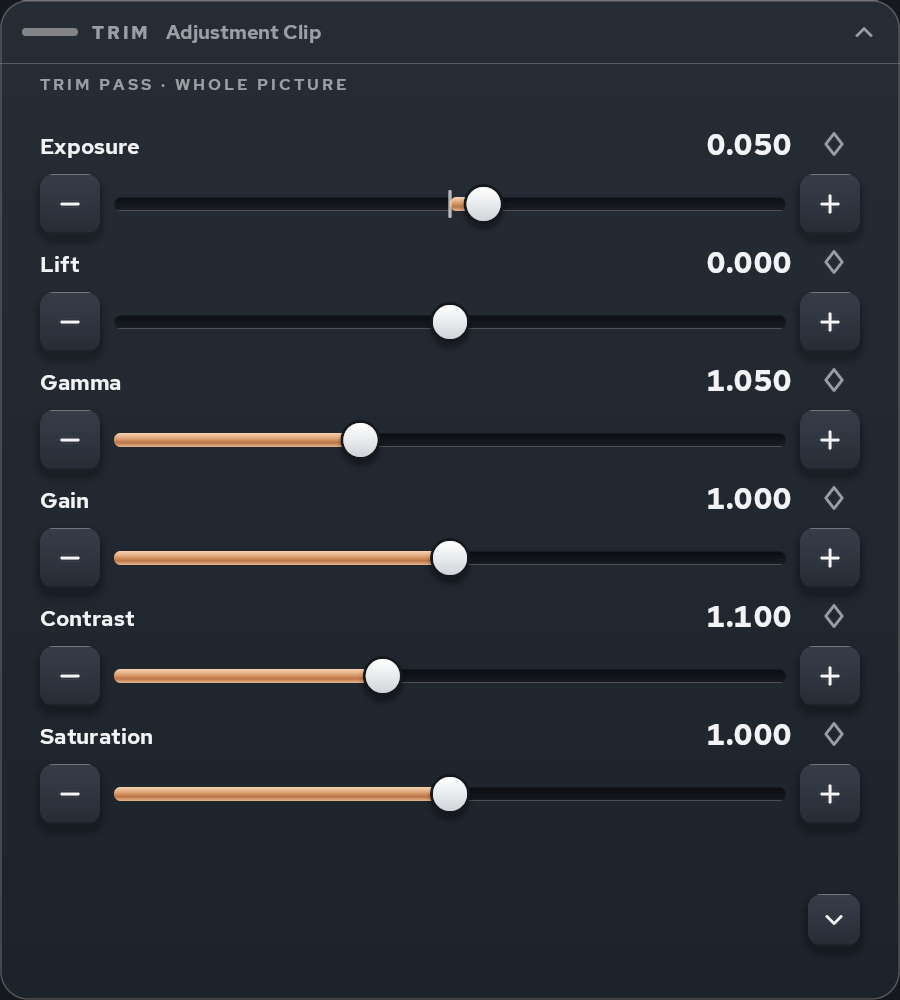 TRIM Adjustment Clip
TRIM PASS · WHOLE PICTURE
Exposure 0.050
Lift 0.000
Gamma 1.050
Gain 1.000
Contrast 1.100
Saturation 1.000